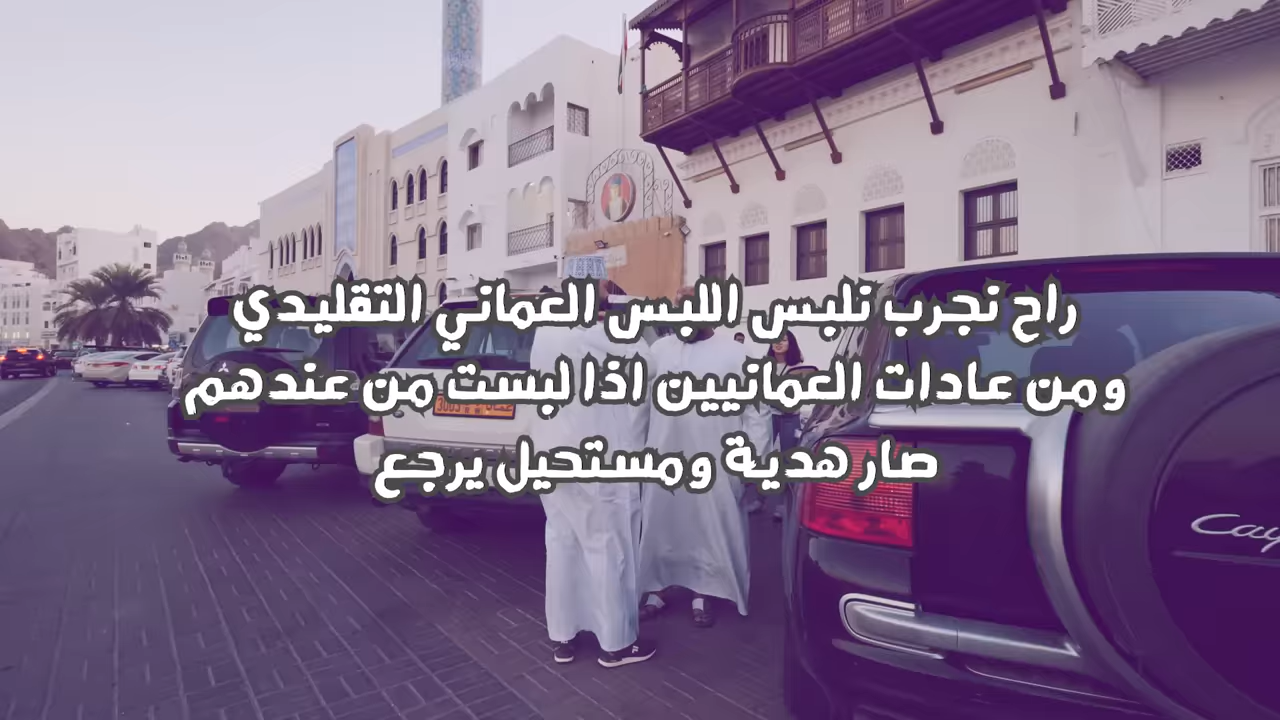 راح نجرب نلبس اللبس العماني التقليدي
ومن عادات العمانيين اذا لبست من عندهم
صار هدية ومستحيل يرجع